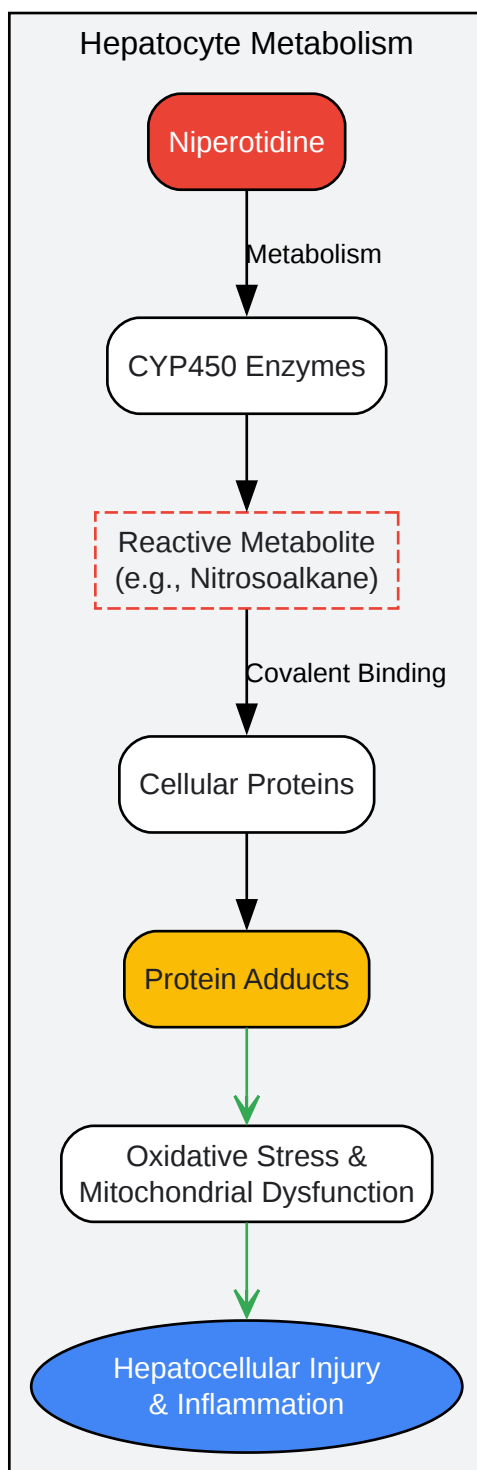 Hepatocyte Metabolism
Niperotidine
Metabolism
CYP450 Enzymes
Reactive Metabolite
(e.g., Nitrosoalkane)
Covalent Binding
Cellular Proteins
Protein Adducts
Oxidative Stress &
Mitochondrial Dysfunction
Hepatocellular Injury
& Inflammation